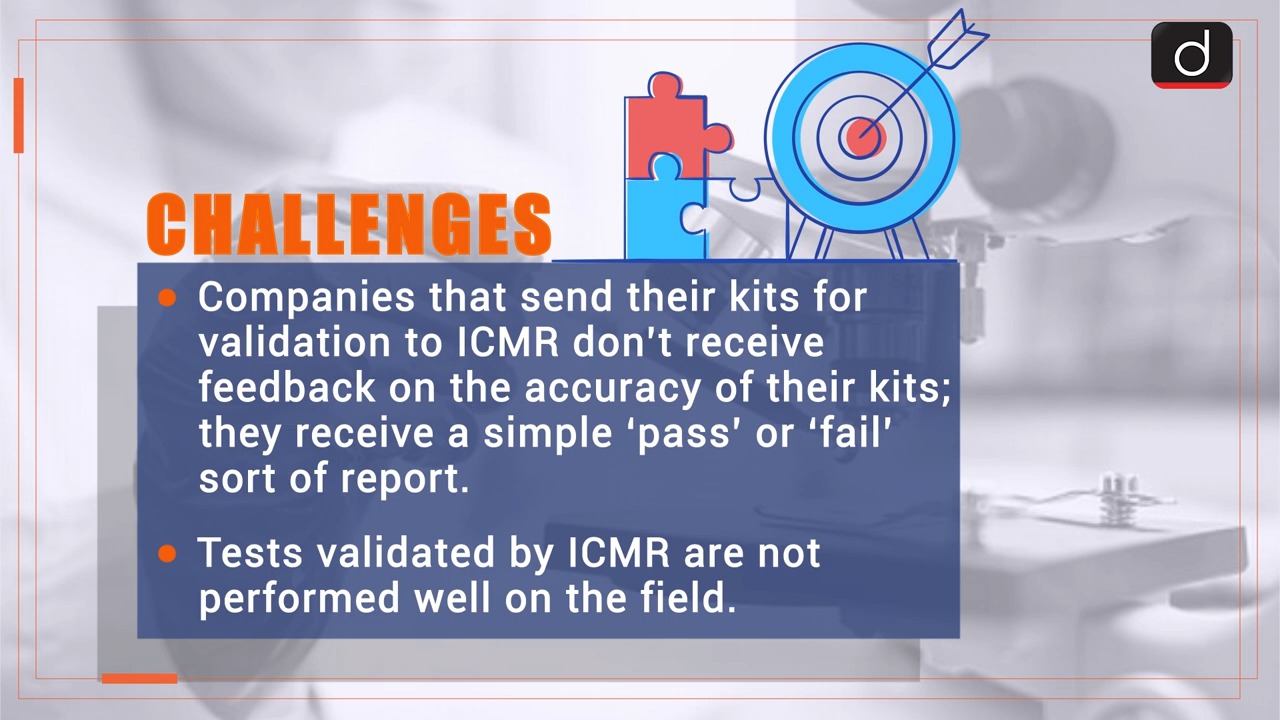 d
CHALLENGES
• Companies that send their kits for
validation to ICMR don't receive
feedback on the accuracy of their kits;
they receive a simple ‘pass’ or ‘fail’
sort of report.
• Tests validated by ICMR are not
performed well on the field.